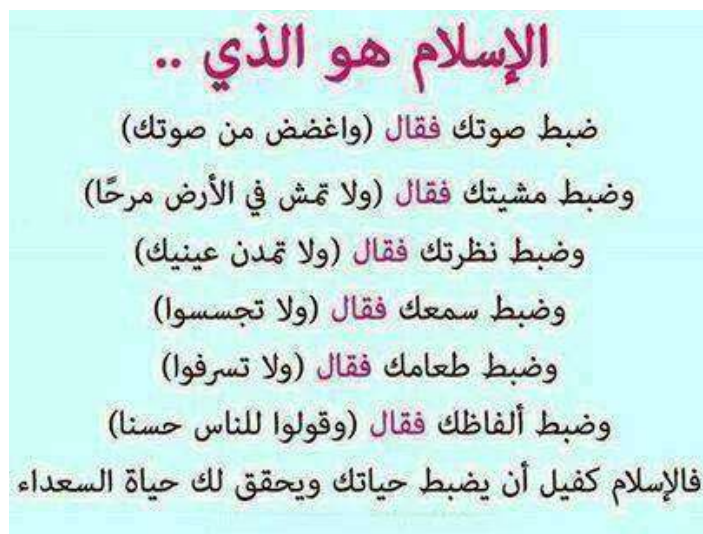 الإسلام هو الذي ..
ضبط صوتك فقال (واغضض من صوتك)
وضبط مشيتك فقال (ولا تمش في الأرض مرحًا)
وضبط نظرتك فقال (ولا تمدن عينيك)
وضبط سمعك فقال (ولا تجسسوا)
وضبط طعامك فقال (ولا تسرفوا)
وضبط ألفاظك فقال (وقولوا للناس حسنا)
فالإسلام كفيل أن يضبط حياتك ويحقق لك حياة السعداء